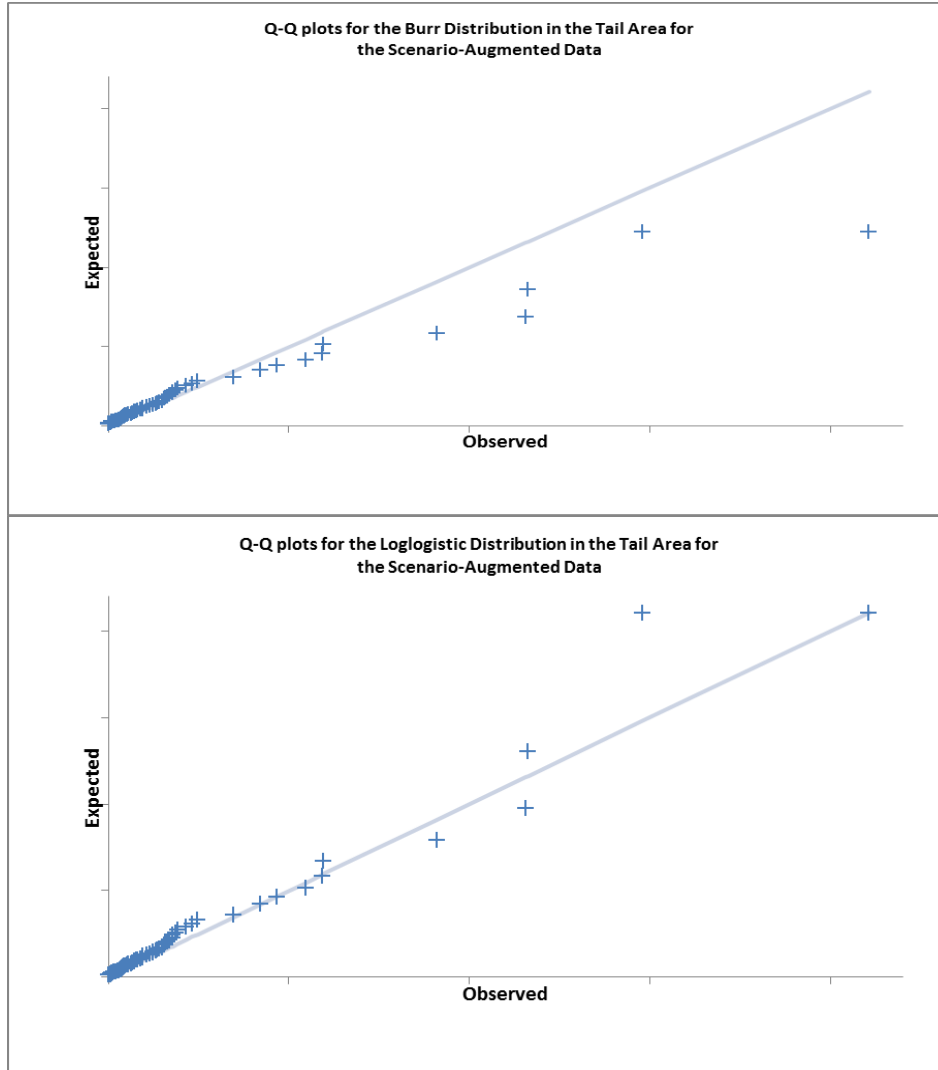 Q-Q plots for the Burr Distribution in the Tail Area for
the Scenario-Augmented Data
Expected
Observed
Q-Q plots for the Loglogistic Distribution in the Tail Area for
the Scenario-Augmented Data
Expected
Observed